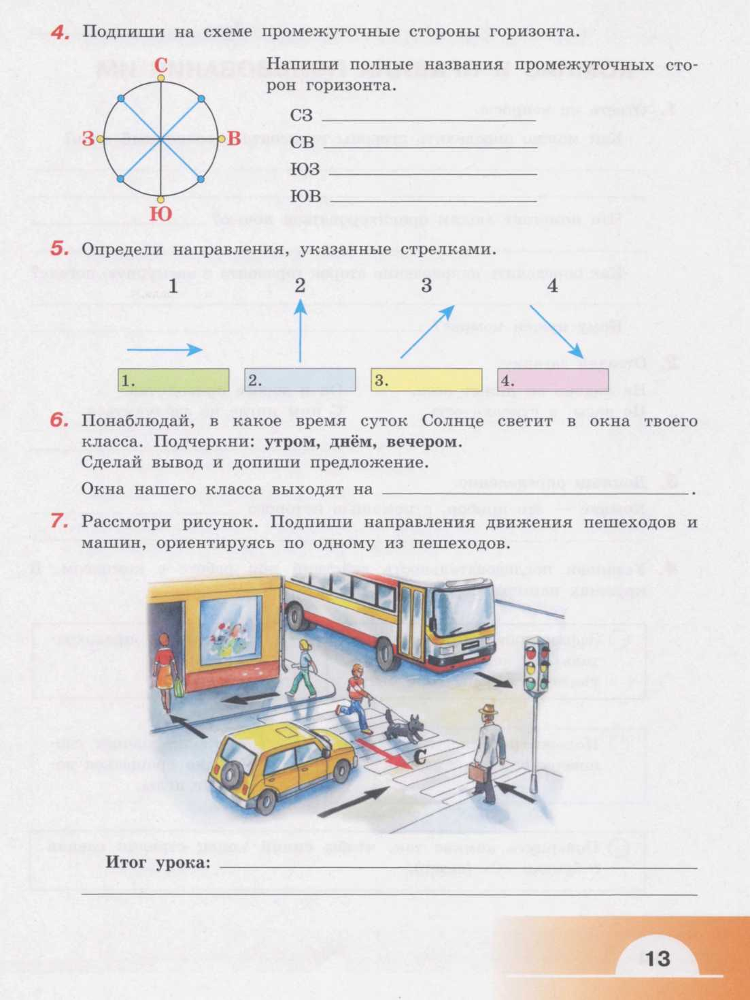 4. Подпиши на схеме промежуточные стороны горизонта.
С
З
В
Ю
Напиши полные названия промежуточных сто-
рон горизонта.
СЗ
СВ
ЮЗ
ЮВ
5. Определи направления, указанные стрелками.
1 2 3 4
1. 2. 3. 4.
6. Понаблюдай, в какое время суток Солнце светит в окна твоего
класса. Подчеркни: утром, днём, вечером.
Сделай вывод и допиши предложение.
Окна нашего класса выходят на .
7. Рассмотри рисунок. Подпиши направления движения пешеходов и
машин, ориентируясь по одному из пешеходов.
С
Итог урока:
13